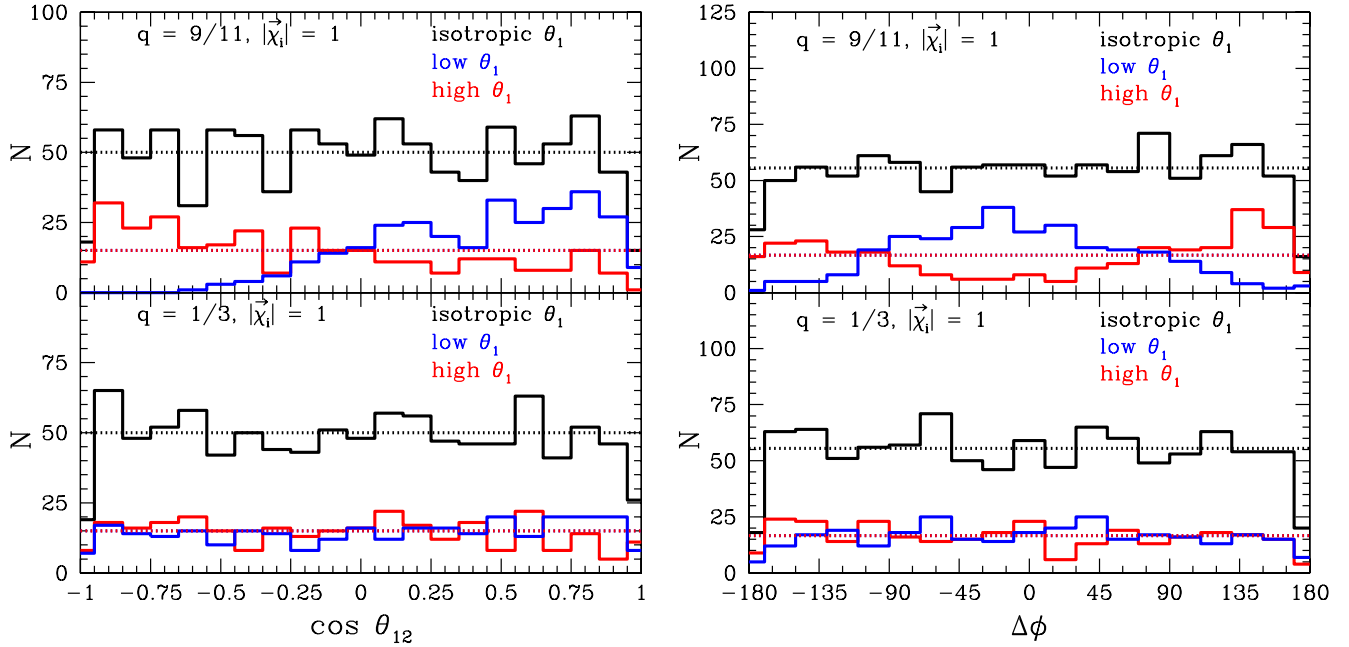 100
75
50
25
0
N
q = 9/11, |χ⃗ᵢ| = 1
isotropic θ₁
low θ₁
high θ₁
125
100
75
50
25
0
N
q = 9/11, |χ⃗ᵢ| = 1
isotropic θ₁
low θ₁
high θ₁
75
50
25
0
N
q = 1/3, |χ⃗ᵢ| = 1
isotropic θ₁
low θ₁
high θ₁
−1 −0.75 −0.5 −0.25 0 0.25 0.5 0.75 1
cos θ₁₂
100
75
50
25
0
N
q = 1/3, |χ⃗ᵢ| = 1
isotropic θ₁
low θ₁
high θ₁
−180 −135 −90 −45 0 45 90 135 180
Δϕ